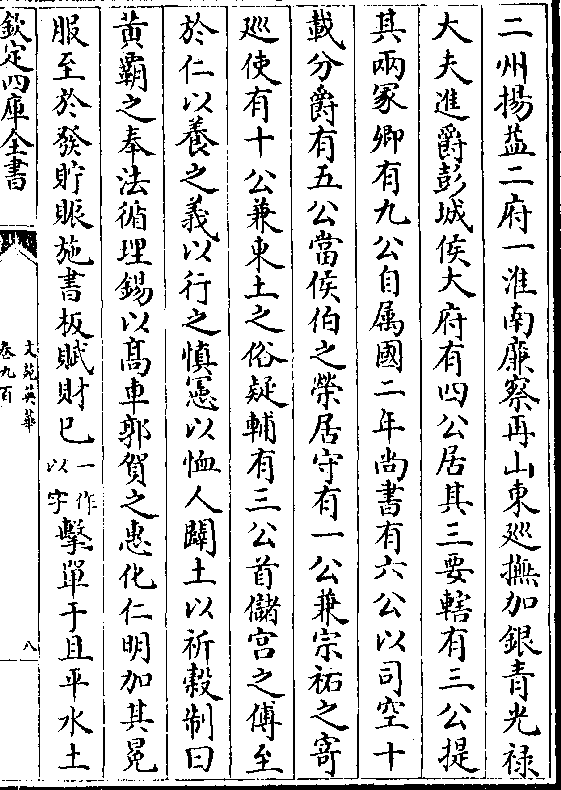 二州揚益二府一淮南廉察再山東廵撫加銀青光禄
大夫進爵彭城侯大府有四公居其三要轄有三公提
其兩冢卿有九公自属國二年尚書有六公以司空十
載分爵有五公當侯伯之榮居守有一公兼宗祏之寄
廵使有十公兼東土之俗疑輔有三公首儲宫之傅至
於仁以養之義以行之慎罰以恤人闢土以祈穀制曰
黄霸之奉法循理錫以髙車郭賀之惠化仁明加其冕
服至於發貯賑施書板賦財已一作以字擊單于且平水土
欽定四庫全書
文苑英華
卷九百
八